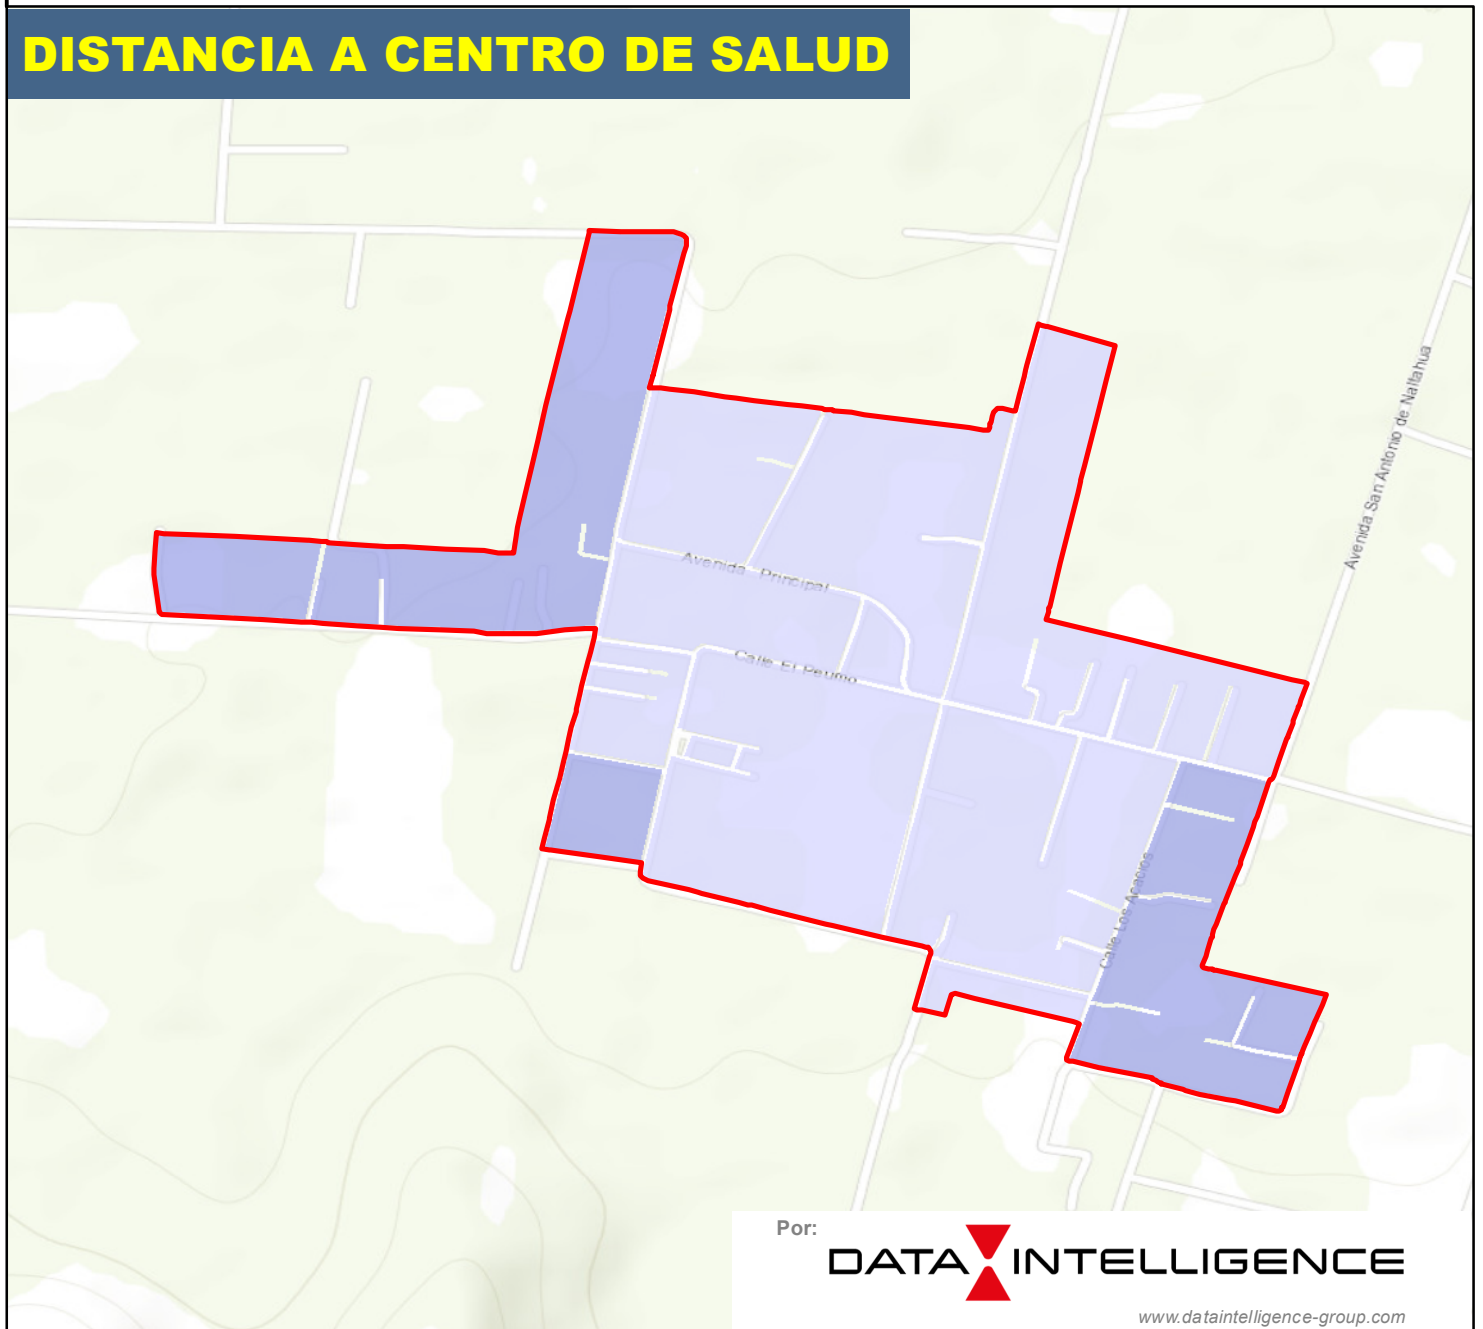 DISTANCIA A CENTRO DE SALUD
Avenida San Antonio de Naltahua
Avenida Principal
Calle El Peumo
Calle Los Acacios
Por:
DATA INTELLIGENCE
www.dataintelligence-group.com